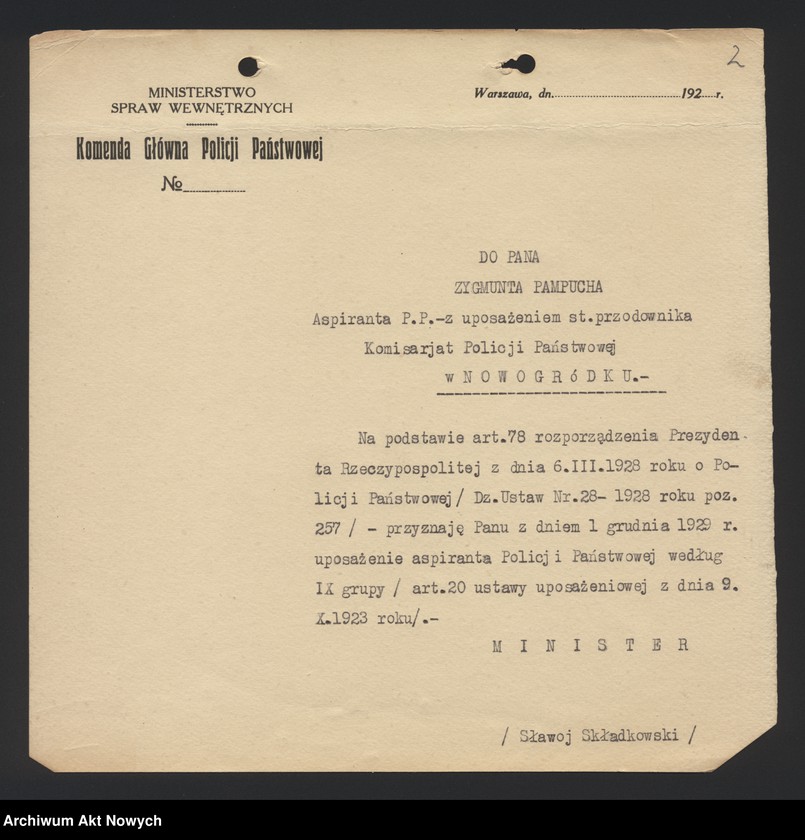 2
MINISTERSTWO
SPRAW WEWNĘTRZNYCH
Warszawa, dn..............................192.....r.
Komenda Główna Policji Państwowej
No..............
DO PANA
ZYGMUNTA PAMPUCHA
Aspiranta P.P.-z uposażeniem st.przodownika
Komisarjat Policji Państwowej
w N O W O G R ó D K U.-
Na podstawie art.78 rozporządzenia Prezyden-
ta Rzeczypospolitej z dnia 6.III.1928 roku o Po-
licji Państwowej/ Dz.Ustaw Nr.28- 1928 roku poz.
257 / - przyznaję Panu z dniem 1 grudnia 1929 r.
uposażenie aspiranta Policji Państwowej według
IX grupy / art.20 ustawy uposażeniowej z dnia 9.
X.1923 roku/.-
M I N I S T E R
/ Sławoj Składkowski /
Archiwum Akt Nowych